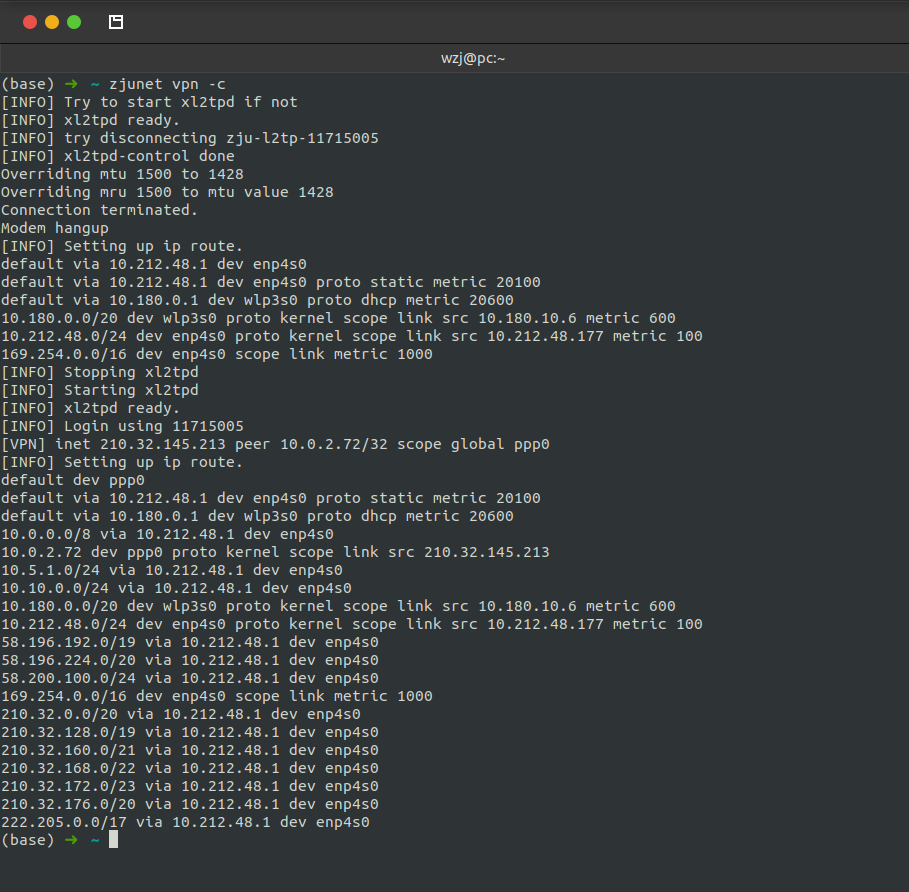 wzj@pc:~
(base) ➜ ~ zjunet vpn -c
[INFO] Try to start xl2tpd if not
[INFO] xl2tpd ready.
[INFO] try disconnecting zju-l2tp-11715005
[INFO] xl2tpd-control done
Overriding mtu 1500 to 1428
Overriding mru 1500 to mtu value 1428
Connection terminated.
Modem hangup
[INFO] Setting up ip route.
default via 10.212.48.1 dev enp4s0
default via 10.212.48.1 dev enp4s0 proto static metric 20100
default via 10.180.0.1 dev wlp3s0 proto dhcp metric 20600
10.180.0.0/20 dev wlp3s0 proto kernel scope link src 10.180.10.6 metric 600
10.212.48.0/24 dev enp4s0 proto kernel scope link src 10.212.48.177 metric 100
169.254.0.0/16 dev enp4s0 scope link metric 1000
[INFO] Stopping xl2tpd
[INFO] Starting xl2tpd
[INFO] xl2tpd ready.
[INFO] Login using 11715005
[VPN] inet 210.32.145.213 peer 10.0.2.72/32 scope global ppp0
[INFO] Setting up ip route.
default dev ppp0
default via 10.212.48.1 dev enp4s0 proto static metric 20100
default via 10.180.0.1 dev wlp3s0 proto dhcp metric 20600
10.0.0.0/8 via 10.212.48.1 dev enp4s0
10.0.2.72 dev ppp0 proto kernel scope link src 210.32.145.213
10.5.1.0/24 via 10.212.48.1 dev enp4s0
10.10.0.0/24 via 10.212.48.1 dev enp4s0
10.180.0.0/20 dev wlp3s0 proto kernel scope link src 10.180.10.6 metric 600
10.212.48.0/24 dev enp4s0 proto kernel scope link src 10.212.48.177 metric 100
58.196.192.0/19 via 10.212.48.1 dev enp4s0
58.196.224.0/20 via 10.212.48.1 dev enp4s0
58.200.100.0/24 via 10.212.48.1 dev enp4s0
169.254.0.0/16 dev enp4s0 scope link metric 1000
210.32.0.0/20 via 10.212.48.1 dev enp4s0
210.32.128.0/19 via 10.212.48.1 dev enp4s0
210.32.160.0/21 via 10.212.48.1 dev enp4s0
210.32.168.0/22 via 10.212.48.1 dev enp4s0
210.32.172.0/23 via 10.212.48.1 dev enp4s0
210.32.176.0/20 via 10.212.48.1 dev enp4s0
222.205.0.0/17 via 10.212.48.1 dev enp4s0
(base) ➜ ~